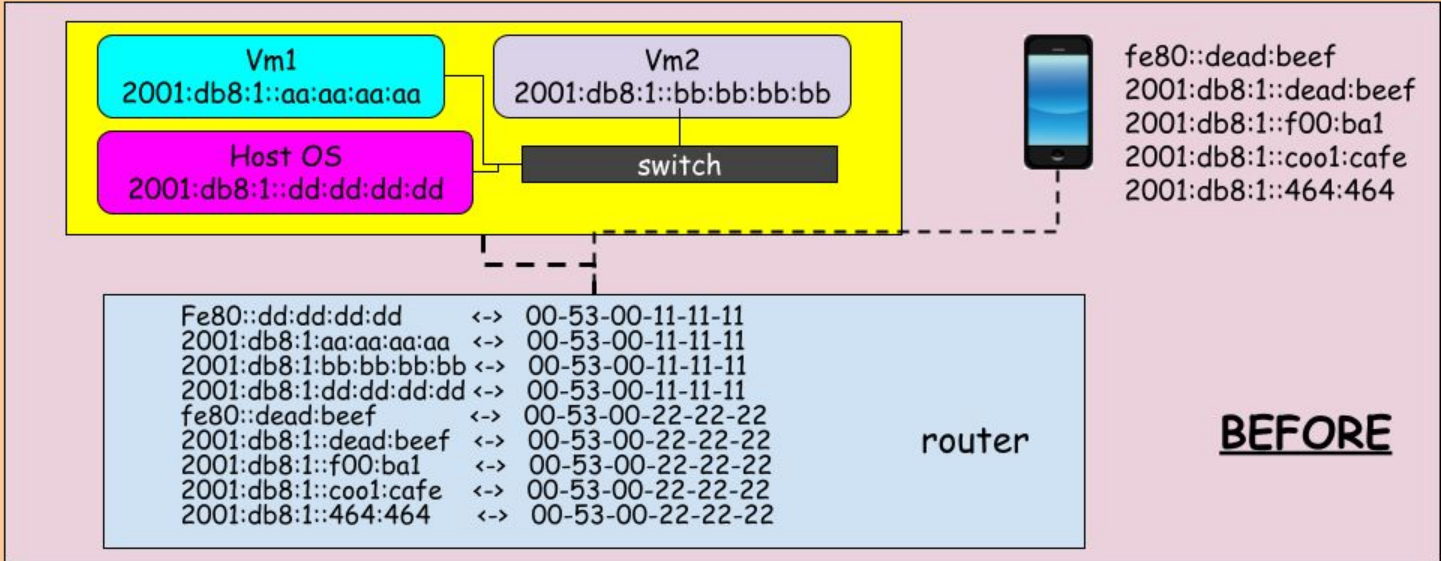 Vm1
2001:db8:1::aa:aa:aa:aa
Vm2
2001:db8:1::bb:bb:bb:bb
Host OS
2001:db8:1::dd:dd:dd:dd
switch
fe80::dead:beef
2001:db8:1::dead:beef
2001:db8:1::f00:ba1
2001:db8:1::coo1:cafe
2001:db8:1::464:464
Fe80::dd:dd:dd:dd <-> 00-53-00-11-11-11
2001:db8:1:aa:aa:aa:aa <-> 00-53-00-11-11-11
2001:db8:1:bb:bb:bb:bb <-> 00-53-00-11-11-11
2001:db8:1:dd:dd:dd:dd <-> 00-53-00-11-11-11
fe80::dead:beef <-> 00-53-00-22-22-22
2001:db8:1::dead:beef <-> 00-53-00-22-22-22
2001:db8:1::f00:ba1 <-> 00-53-00-22-22-22
2001:db8:1::coo1:cafe <-> 00-53-00-22-22-22
2001:db8:1::464:464 <-> 00-53-00-22-22-22
router
BEFORE